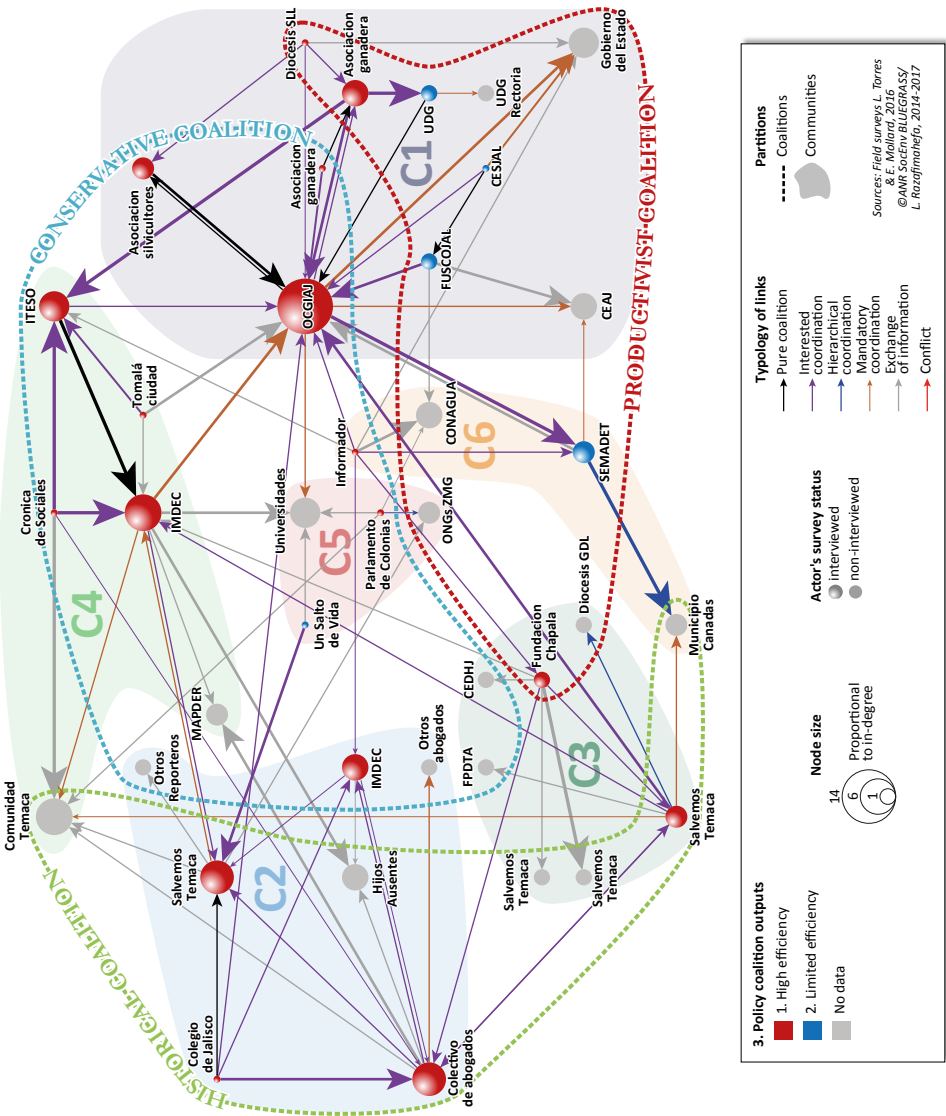 HISTORICAL COALITION
CONSERVATIVE COALITION
PRODUCTIVIST COALITION
Comunidad
Temaca
Cronica
de Sociales
ITESO
C4
Tomalá
ciudad
Otros
Reporteros
MAPDER
IMDEC
Asociacion
silvicultores
Colegio
de Jalisco
Salvemos
Temaca
C2
Un Salto
de Vida
Universidades
OCGIAJ
Diocesis SLL
Asociacion
ganadera
Asociacion
ganadera
Hijos
Ausentes
IMDEC
C5
Parlamento
de Colonias
Informador
C1
Colectivo
de abogados
Otros
abogados
ONGs ZMG
CONAGUA
FUSCOJAL
UDG
UDG
Rectoria
C6
CESJAL
FPDTA
CEDHJ
Salvemos
Temaca
Fundacion
Chapala
Salvemos
Temaca
C3
Diocesis GDL
SEMADET
CEAJ
Gobierno
del Estado
Salvemos
Temaca
Municipio
Canadas
3. Policy coalition outputs
1. High efficiency
2. Limited efficiency
No data
Node size
14
6
1
Proportional
to in-degree
Actor's survey status
interviewed
non-interviewed
Typology of links
Pure coalition
Interested
coordination
Hierarchical
coordination
Mandatory
coordination
Exchange
of information
Conflict
Partitions
Coalitions
Communities
Sources: Field surveys L. Torres
& E. Mollard, 2016
©ANR SocEnv BLUEGRASS/
L. Razafimahefa, 2014-2017